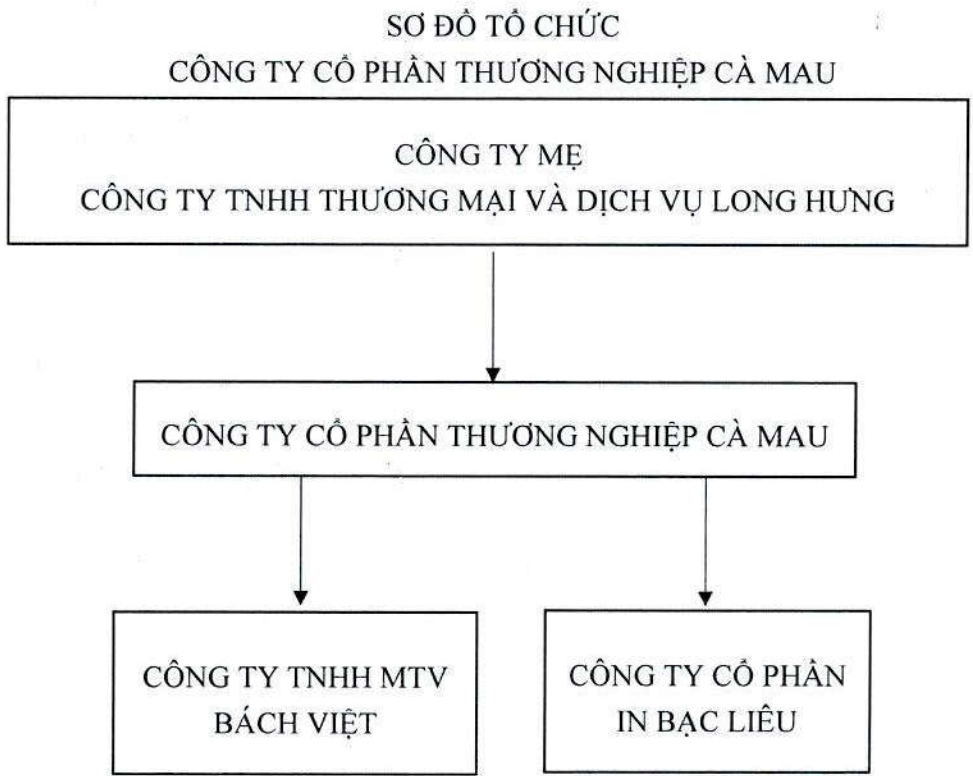 SƠ ĐỒ TỔ CHỨC
CÔNG TY CỔ PHẦN THƯƠNG NGHIỆP CÀ MAU
CÔNG TY MẸ
CÔNG TY TNHH THƯƠNG MẠI VÀ DỊCH VỤ LONG HƯNG
CÔNG TY CỔ PHẦN THƯƠNG NGHIỆP CÀ MAU
CÔNG TY TNHH MTV
BÁCH VIỆT
CÔNG TY CỔ PHẦN
IN BẠC LIÊU